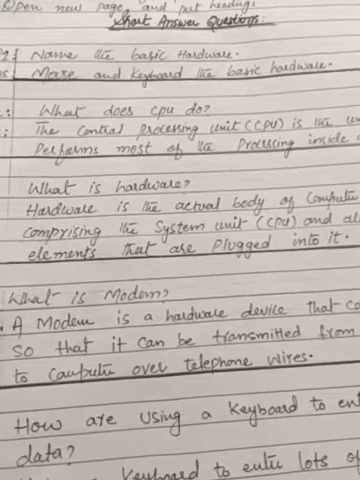 Open new page, and put heading:
Short Answer Questions:
Name the basic Hardware.
Mouse and Keyboard the basic hardware.
What does cpu do?
The Central Processing unit (CPU) is the
Performs most of the Processing inside
What is hardware?
Hardware is the actual body of Computer
Comprising the System unit (CPU) and
elements that are Plugged into it.
What is Modem?
A Modem is a hardware device that
So that it can be transmitted from
to Computer over telephone wires.
How are using a Keyboard to
data?
Keyboard to enter lots of